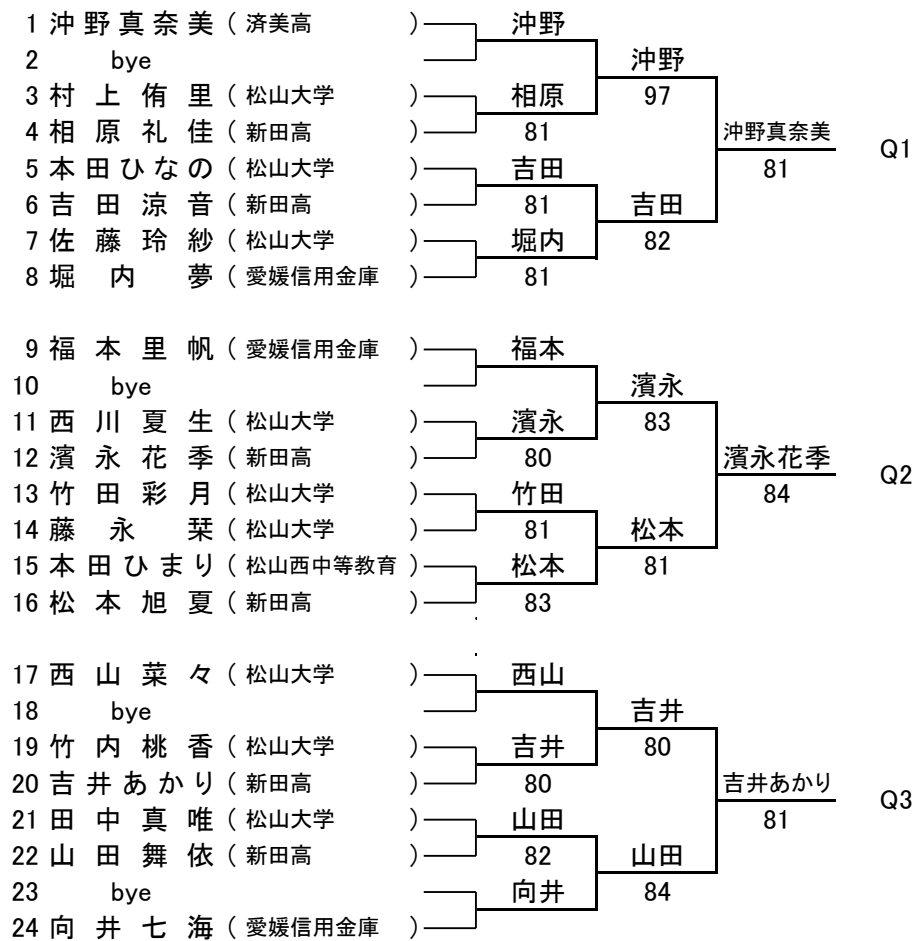 1 沖野真奈美 ( 済美高 ) 沖野
2 bye 沖野
3 村上侑里 ( 松山大学 ) 相原 97
4 相原礼佳 ( 新田高 ) 81 沖野真奈美 Q1
5 本田ひなの ( 松山大学 ) 吉田 81
6 吉田涼音 ( 新田高 ) 81 吉田
7 佐藤玲紗 ( 松山大学 ) 堀内 82
8 堀内夢 ( 愛媛信用金庫 ) 81
9 福本里帆 ( 愛媛信用金庫 ) 福本
10 bye 濱永
11 西川夏生 ( 松山大学 ) 濱永 83
12 濱永花季 ( 新田高 ) 80 濱永花季 Q2
13 竹田彩月 ( 松山大学 ) 竹田 84
14 藤永栞 ( 松山大学 ) 81 松本
15 本田ひまり ( 松山西中等教育 ) 松本 81
16 松本旭夏 ( 新田高 ) 83
17 西山菜々 ( 松山大学 ) 西山
18 bye 吉井
19 竹内桃香 ( 松山大学 ) 吉井 80
20 吉井あかり ( 新田高 ) 80 吉井あかり Q3
21 田中真唯 ( 松山大学 ) 山田 81
22 山田舞依 ( 新田高 ) 82 山田
23 bye 向井 84
24 向井七海 ( 愛媛信用金庫 )